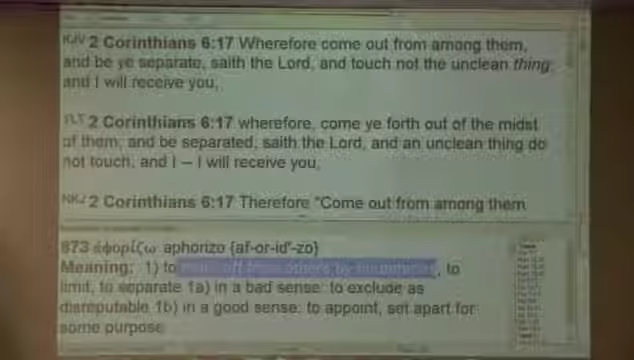 KJV 2 Corinthians 6:17 Wherefore come out from among them,
and be ye separate, saith the Lord, and touch not the unclean thing;
and I will receive you,
YLT 2 Corinthians 6:17 wherefore, come ye forth out of the midst
of them, and be separated, saith the Lord, and an unclean thing do
not touch, and I -- I will receive you,
NKJ 2 Corinthians 6:17 Therefore "Come out from among them
873 ἀφορίζω aphorizo {af-or-id'-zo}
Meaning: 1) to mark off from others by boundaries, to
limit, to separate 1a) in a bad sense: to exclude as
disreputable 1b) in a good sense: to appoint, set apart for
some purpose